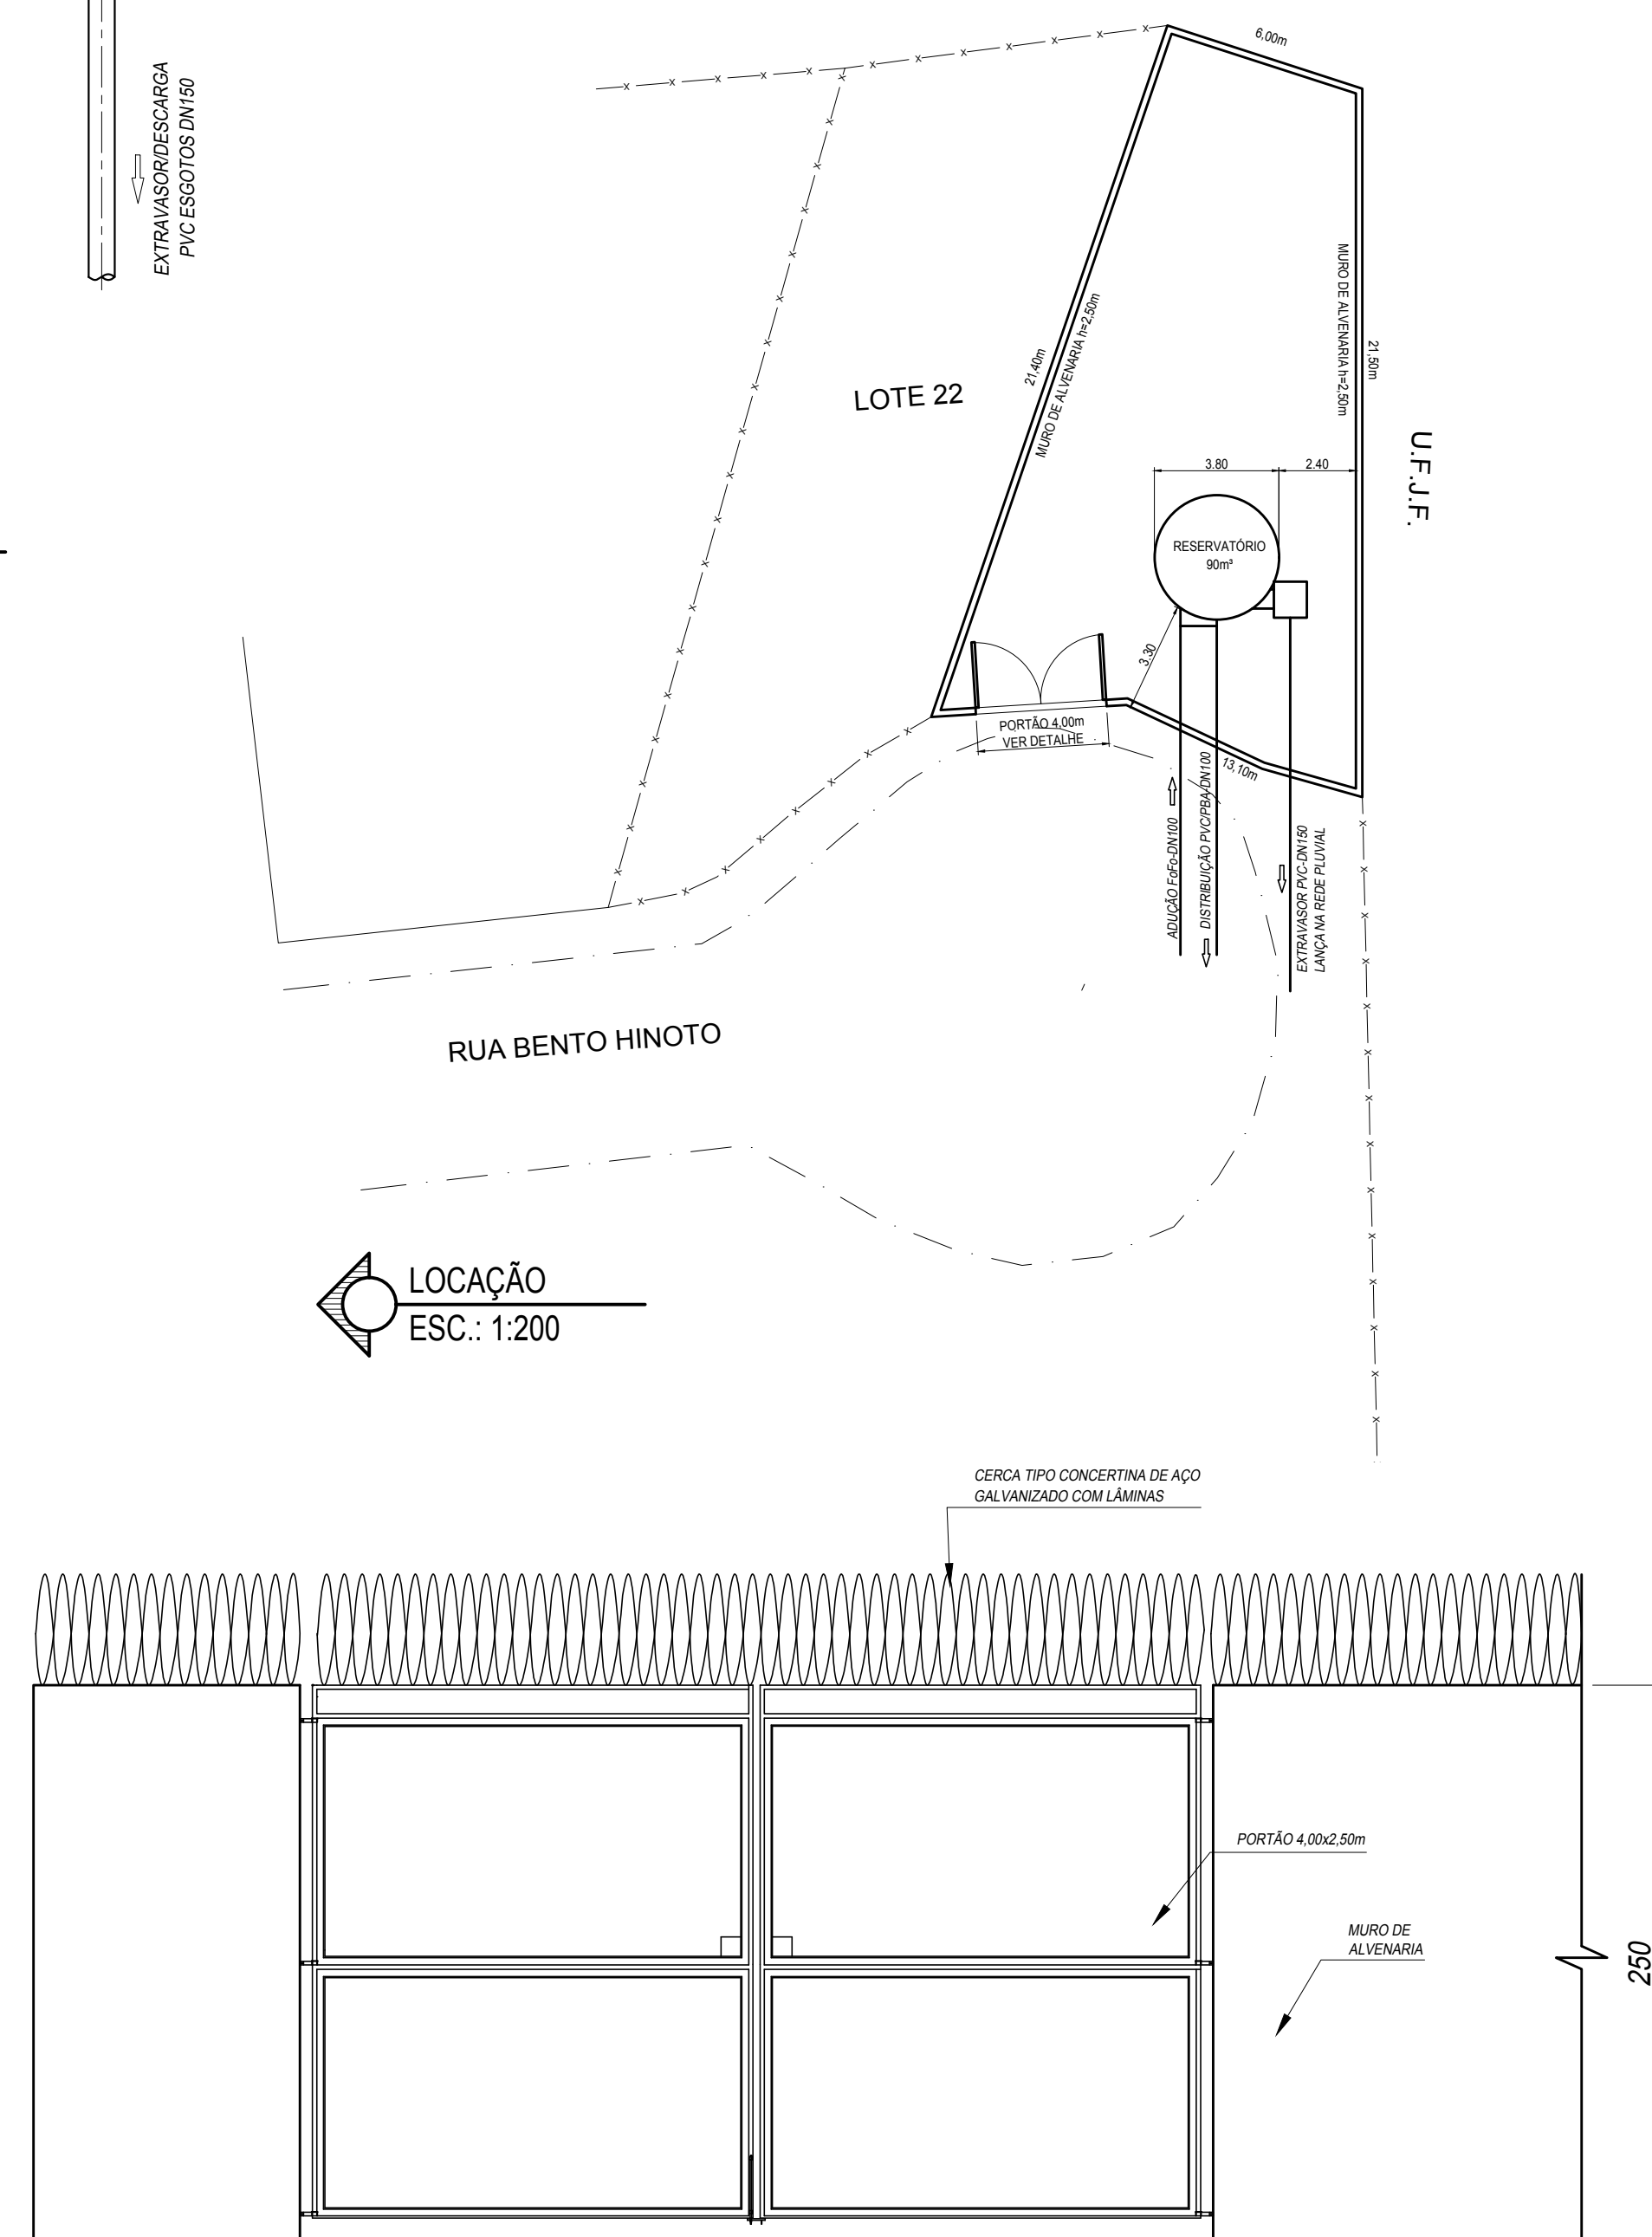 EXTRAVASOR/DESCARGA
PVC ESGOTOS DN150
6,00m
21,40m
MURO DE ALVENARIA h=2,50m
MURO DE ALVENARIA h=2,50m
21,50m
LOTE 22
U.F.J.F.
3.80
2.40
RESERVATÓRIO
90m³
3,30
PORTÃO 4,00m
VER DETALHE
13,10m
ADUÇÃO FoFo-DN100
DISTRIBUIÇÃO PVC/PBA-DN100
EXTRAVASOR PVC-DN150
LANÇA NA REDE PLUVIAL
RUA BENTO HINOTO
LOCAÇÃO
ESC.: 1:200
CERCA TIPO CONCERTINA DE AÇO
GALVANIZADO COM LÂMINAS
PORTÃO 4,00x2,50m
MURO DE
ALVENARIA
250